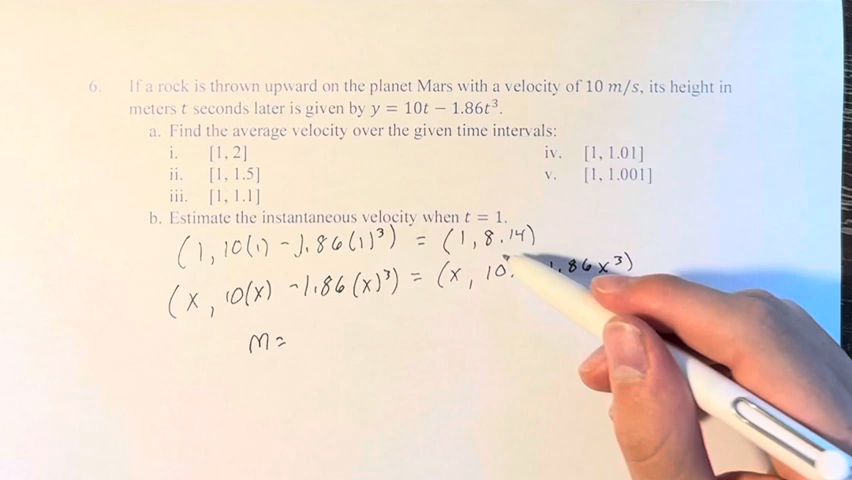 6. If a rock is thrown upward on the planet Mars with a velocity of 10 m/s, its height in
meters t seconds later is given by y = 10t − 1.86t³.
a. Find the average velocity over the given time intervals:
i. [1, 2] iv. [1, 1.01]
ii. [1, 1.5] v. [1, 1.001]
iii. [1, 1.1]
b. Estimate the instantaneous velocity when t = 1.
(1, 10(1) - 1.86(1)³) = (1, 8.14)
(x, 10(x) - 1.86(x)³) = (x, 10 1.86x³)
m=